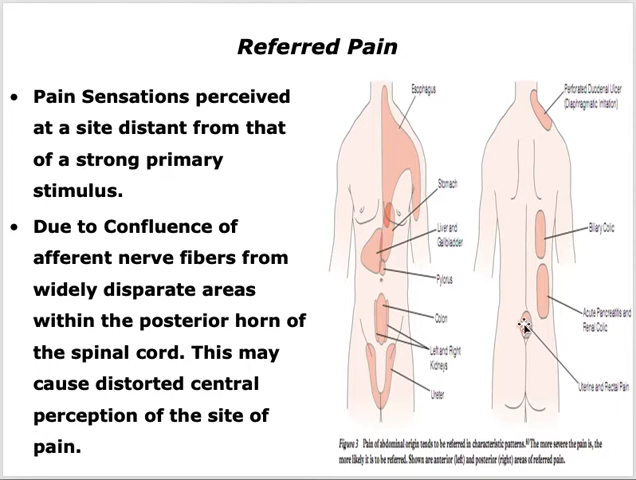 Referred Pain
• Pain Sensations perceived
at a site distant from that
of a strong primary
stimulus.
• Due to Confluence of
afferent nerve fibers from
widely disparate areas
within the posterior horn of
the spinal cord. This may
cause distorted central
perception of the site of
pain.
Esophagus
Stomach
Liver and
Gallbladder
Pylorus
Colon
Left and Right
Kidneys
Ureter
Perforated Duodenal Ulcer
(Diaphragmatic Irritation)
Biliary Colic
Acute Pancreatitis and
Renal Colic
Uterine and Rectal Pain
Figure 3 Pain of abdominal origin tends to be referred in characteristic patterns. The more severe the pain is, the
more likely it is to be referred. Shown are anterior (left) and posterior (right) areas of referred pain.